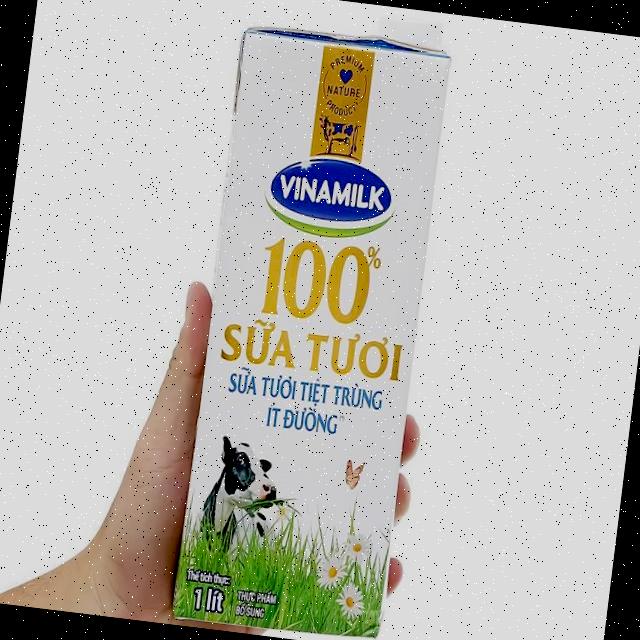 PREMIUM
NATURE
PRODUCT
VINAMILK
100%
SỮA TƯƠI
SỮA TƯƠI TIỆT TRÙNG
ÍT ĐƯỜNG
Thể tích thực:
1 lít
THỰC PHẨM
BỔ SUNG